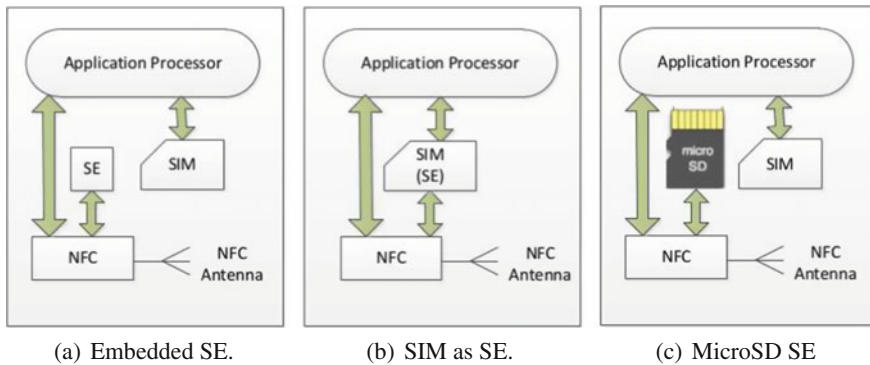 Application Processor
SE
SIM
NFC
NFC
Antenna
(a) Embedded SE.
Application Processor
SIM
(SE)
NFC
NFC
Antenna
(b) SIM as SE.
Application Processor
micro
SD
SIM
NFC
NFC
Antenna
(c) MicroSD SE